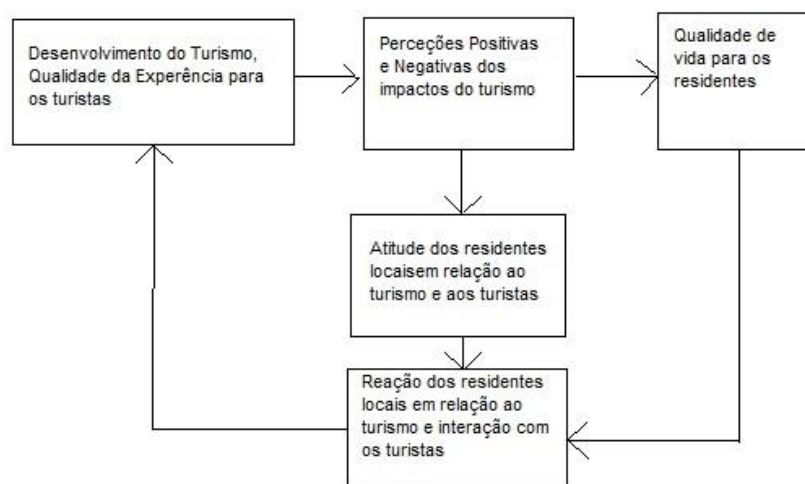 Desenvolvimento do Turismo,
Qualidade da Experência para
os turistas
Perceções Positivas
e Negativas dos
impactos do turismo
Qualidade de
vida para os
residentes
Atitude dos residentes
locaisem relação ao
turismo e aos turistas
Reação dos residentes
locais em relação ao
turismo e interação com
os turistas